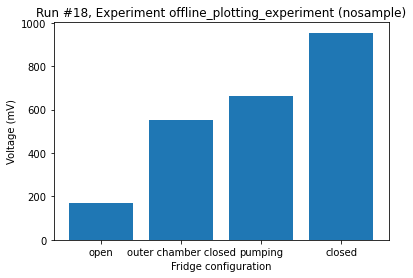 Run #18, Experiment offline_plotting_experiment (nosample)
1000
800
600
400
200
0
Voltage (mV)
open outer chamber closed pumping closed
Fridge configuration